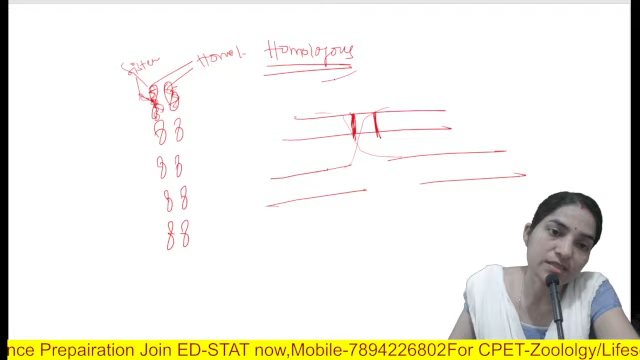 Sister
Homol.
Homologous
nce Prepairation Join ED-STAT now,Mobile-7894226802For CPET-Zoololgy/Lifes